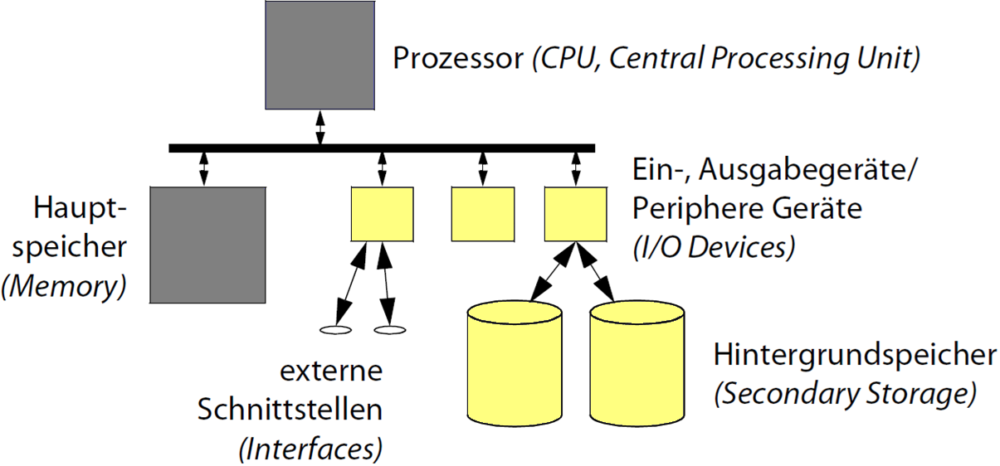 Prozessor (CPU, Central Processing Unit)
Ein-, Ausgabegeräte/
Periphere Geräte
(I/O Devices)
Haupt-
speicher
(Memory)
externe
Schnittstellen
(Interfaces)
Hintergrundspeicher
(Secondary Storage)